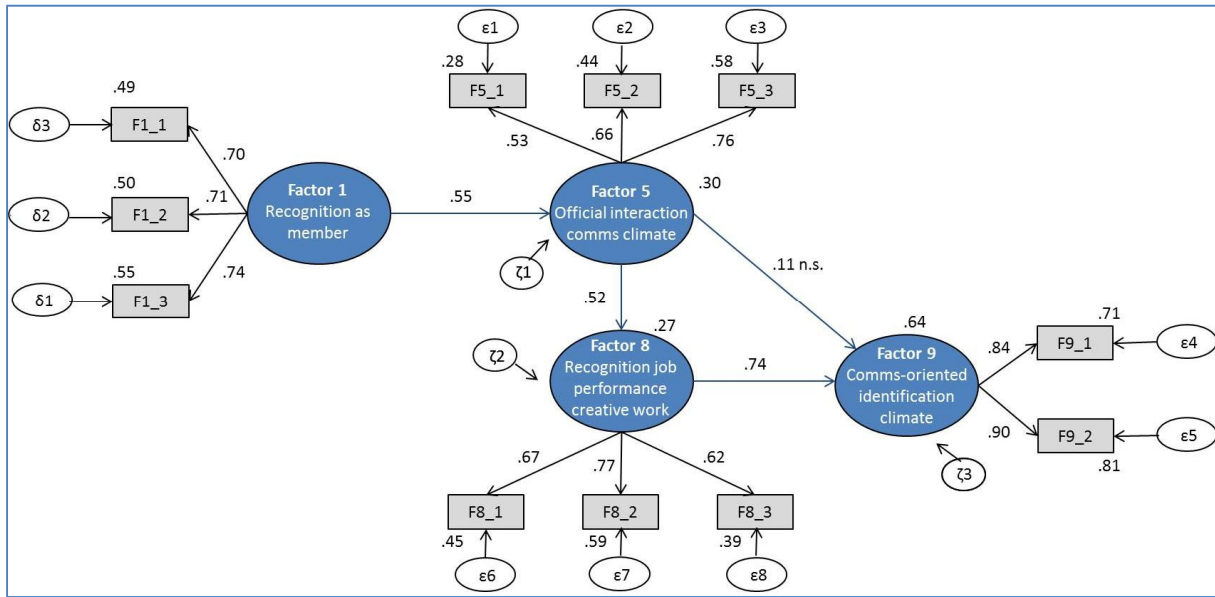 ε1
ε2
ε3
.28
.44
.58
F5_1
F5_2
F5_3
.53
.66
.76
.49
δ3
F1_1
.70
.50
δ2
F1_2
.71
.55
δ1
F1_3
.74
Factor 1
Recognition as
member
.55
Factor 5
Official interaction
comms climate
.30
ζ1
.11 n.s.
.52
.27
ζ2
Factor 8
Recognition job
performance
creative work
.74
.64
Factor 9
Comms-oriented
identification
climate
ζ3
.71
.84
F9_1
ε4
.90
F9_2
ε5
.81
.67
.77
.62
F8_1
F8_2
F8_3
.45
.59
.39
ε6
ε7
ε8